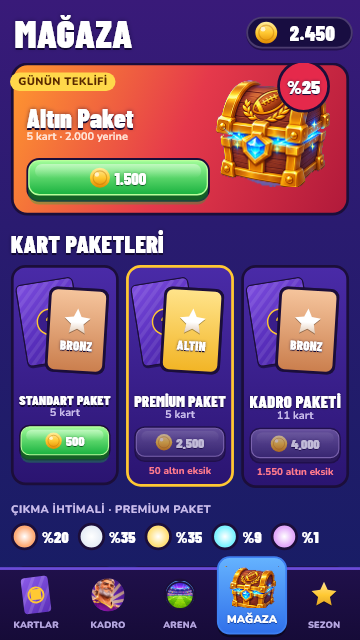 MAĞAZA
2.450
GÜNÜN TEKLİFİ
%25
Altın Paket
5 kart · 2.000 yerine
1.500
KART PAKETLERİ
BRONZ
ALTIN
BRONZ
STANDART PAKET
PREMİUM PAKET
KADRO PAKETİ
5 kart
5 kart
11 kart
500
2,500
4,000
50 altın eksik
1.550 altın eksik
ÇIKMA İHTİMALİ · PREMIUM PAKET
%20
%35
%35
%9
%1
KARTLAR
KADRO
ARENA
MAĞAZA
SEZON